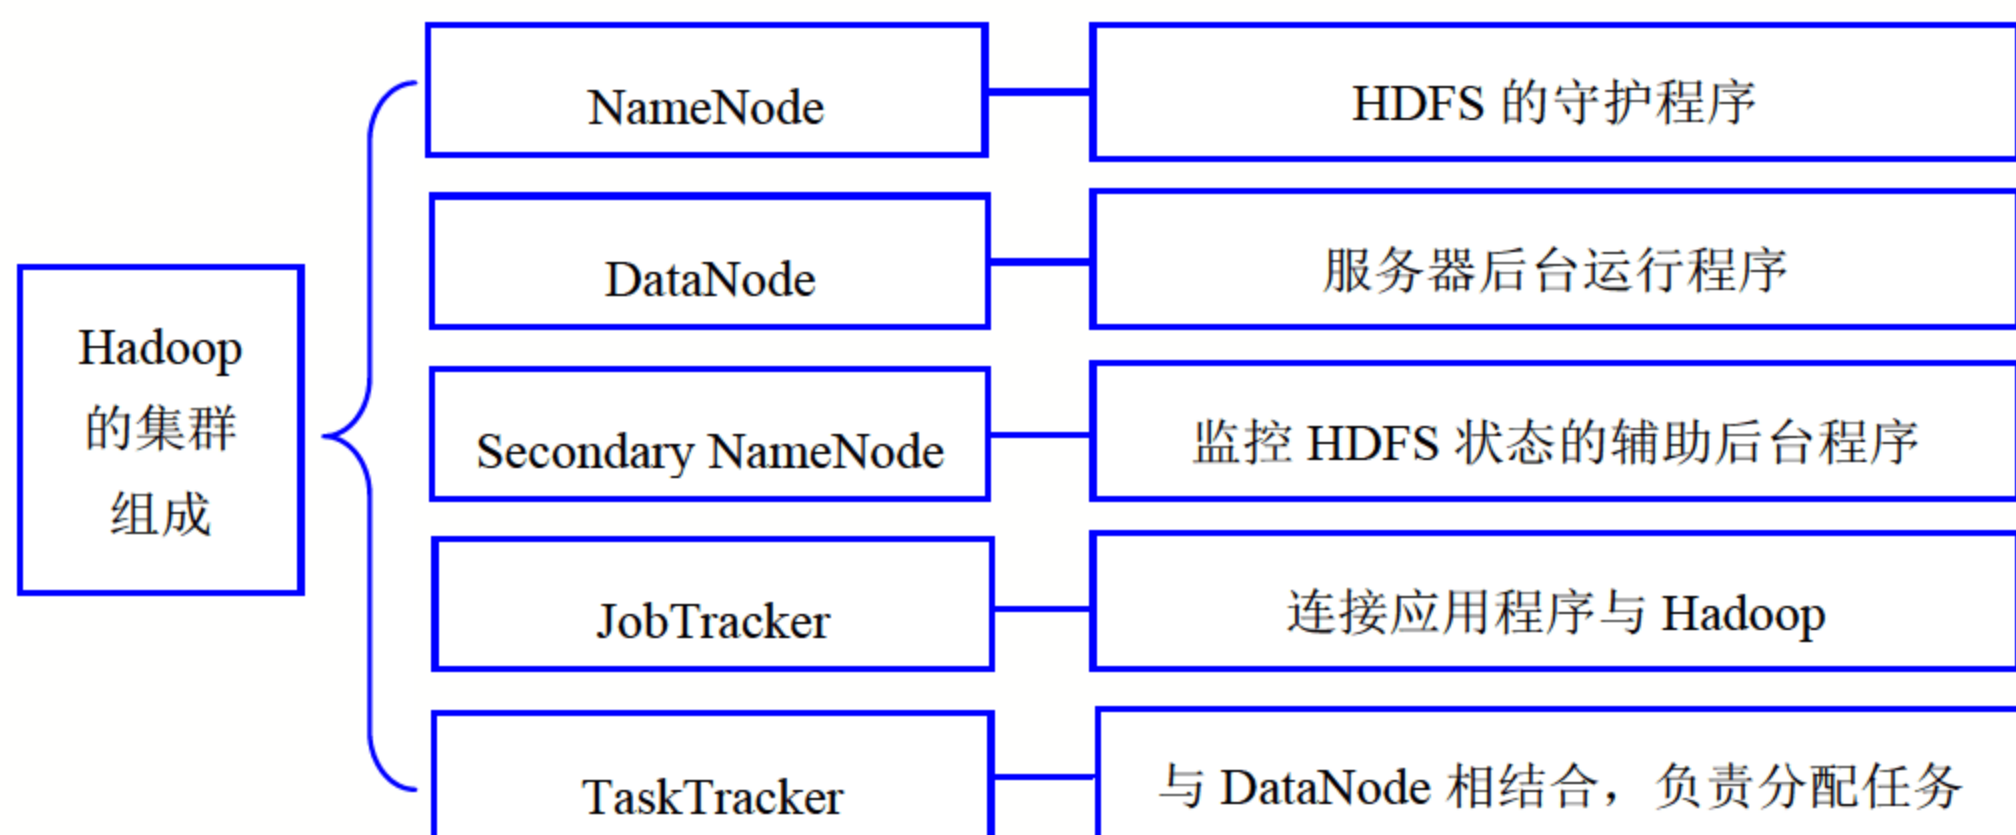 NameNode
HDFS 的守护程序
DataNode
服务器后台运行程序
Hadoop
的集群
组成
Secondary NameNode
监控 HDFS 状态的辅助后台程序
JobTracker
连接应用程序与 Hadoop
TaskTracker
与 DataNode 相结合，负责分配任务